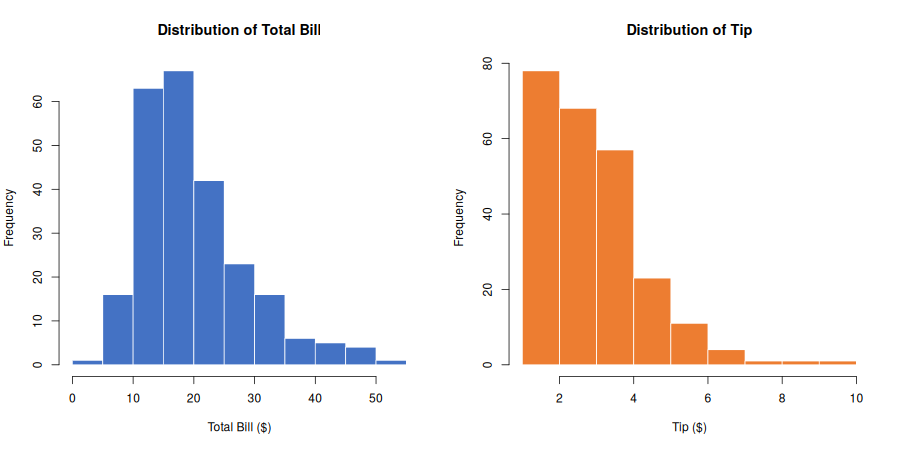 Distribution of Total Bill
Frequency
0
10
20
30
40
50
60
0 10 20 30 40 50
Total Bill ($)
Distribution of Tip
Frequency
0
20
40
60
80
2 4 6 8 10
Tip ($)